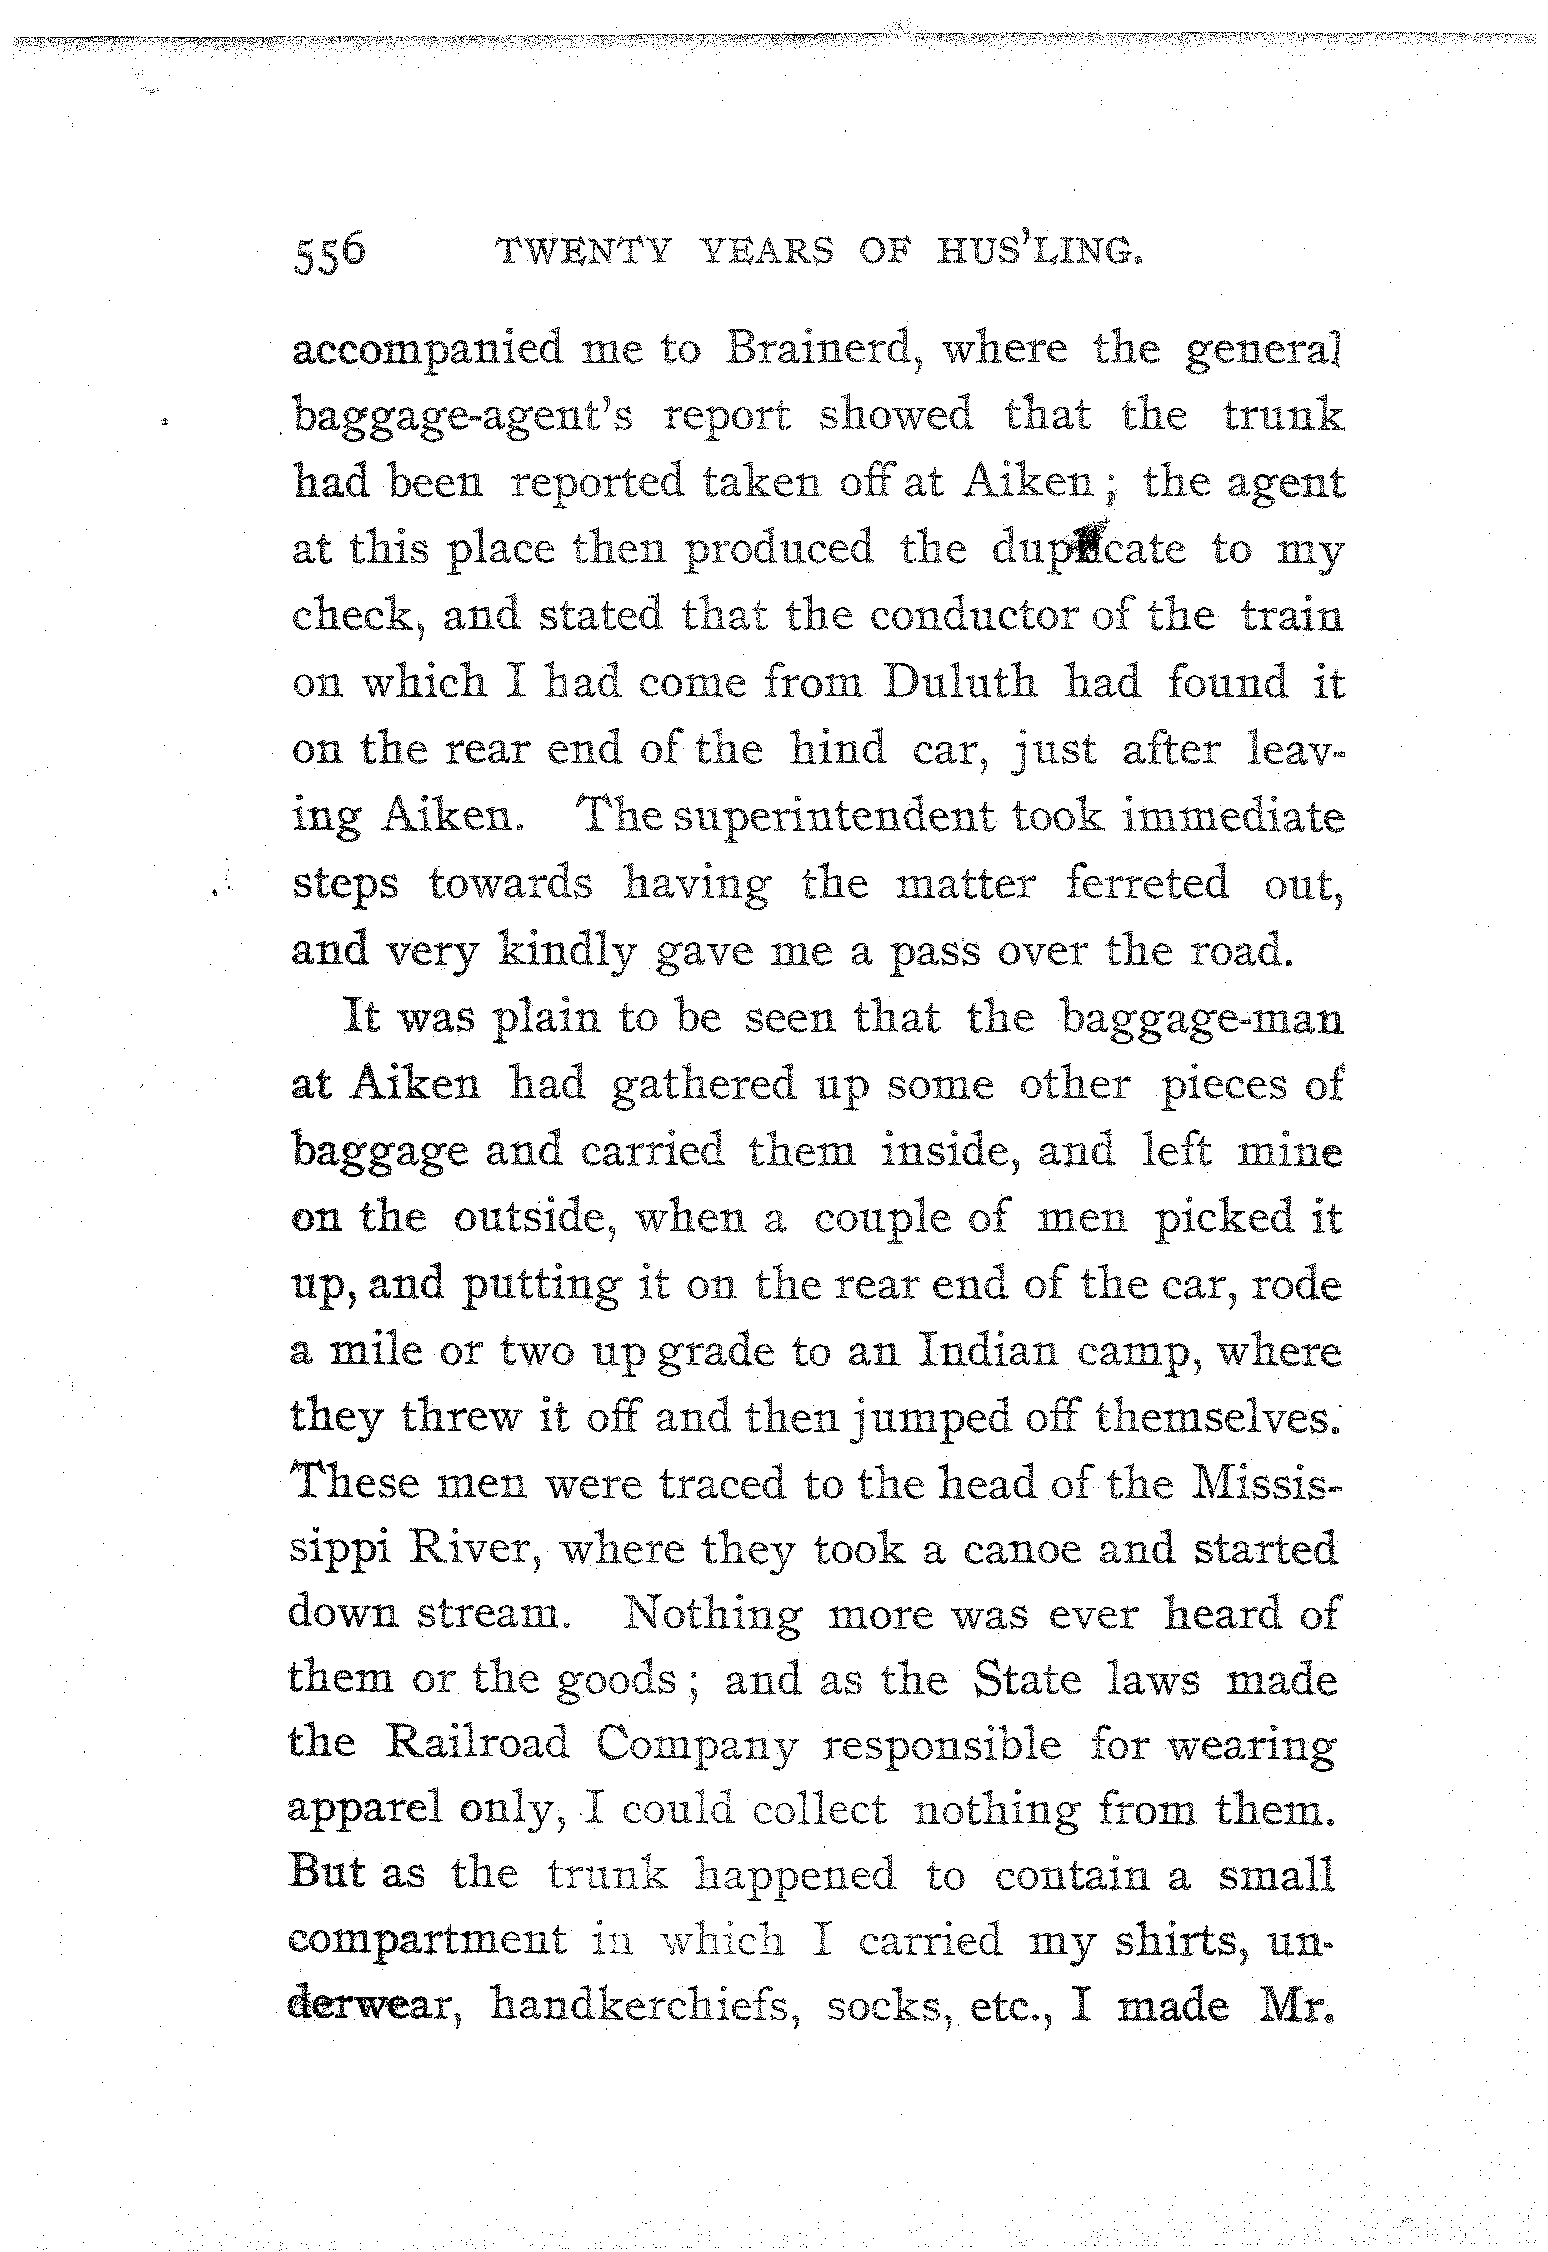 556 TWENTY YEARS OF HUS'LING.
accompanied me to Brainerd, where the general
baggage-agent's report showed that the trunk
had been reported taken off at Aiken; the agent
at this place then produced the duplicate to my
check, and stated that the conductor of the train
on which I had come from Duluth had found it
on the rear end of the hind car, just after leav-
ing Aiken. The superintendent took immediate
steps towards having the matter ferreted out,
and very kindly gave me a pass over the road.
It was plain to be seen that the baggage-man
at Aiken had gathered up some other pieces of
baggage and carried them inside, and left mine
on the outside, when a couple of men picked it
up, and putting it on the rear end of the car, rode
a mile or two up grade to an Indian camp, where
they threw it off and then jumped off themselves.
These men were traced to the head of the Missis-
sippi River, where they took a canoe and started
down stream. Nothing more was ever heard of
them or the goods; and as the State laws made
the Railroad Company responsible for wearing
apparel only, I could collect nothing from them.
But as the trunk happened to contain a small
compartment in which I carried my shirts, un-
derwear, handkerchiefs, socks, etc., I made Mr.